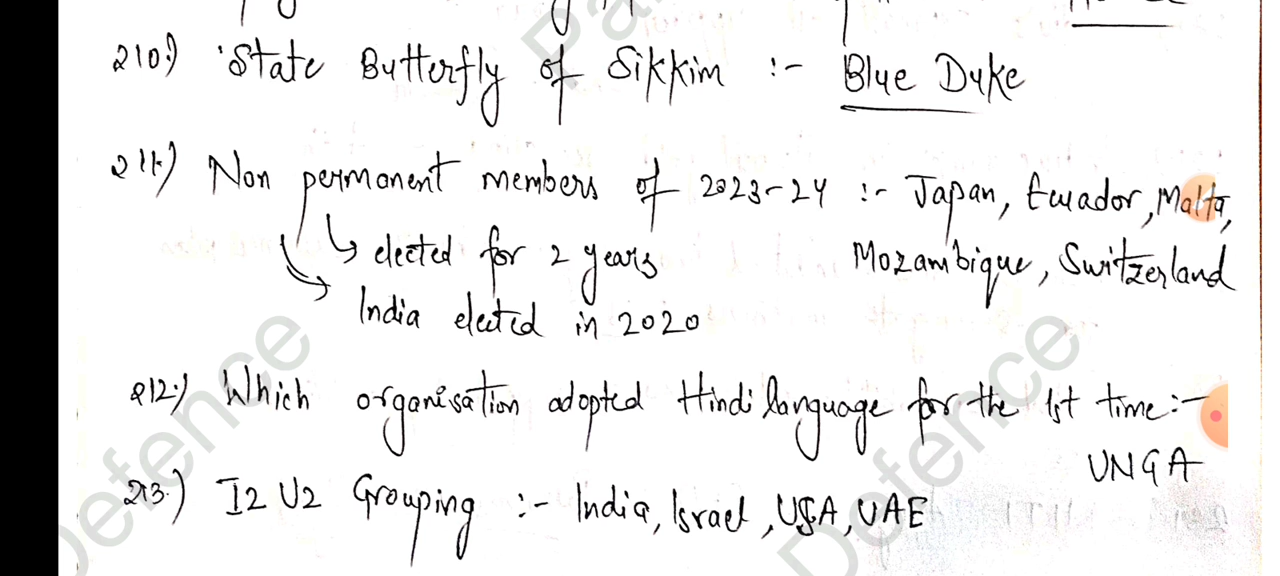 210.) State Butterfly of Sikkim :- Blue Duke
211.) Non permanent members of 2023-24 :- Japan, Ecuador, Malta,
Mozambique, Switzerland
↳ elected for 2 years
→ India elected in 2020
212.) Which organisation adopted Hindi language for the 1st time :-
UNGA
213.) I2 U2 Grouping :- India, Israel, USA, UAE
Defence
Defence